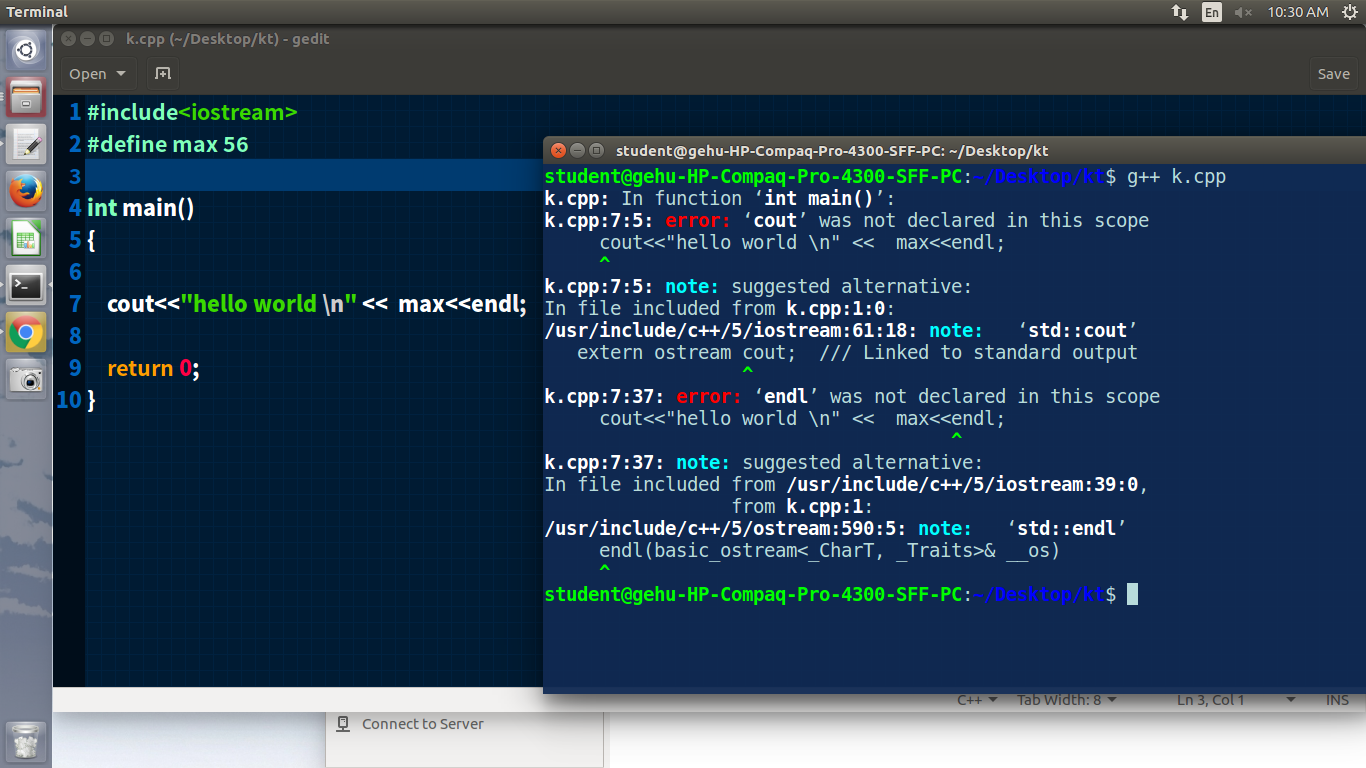 Terminal
En
10:30 AM
k.cpp (~/Desktop/kt) - gedit
Open
Save
1 #include<iostream>
2 #define max 56
3
4 int main()
5 {
6
7 cout<<"hello world \n" <<  max<<endl;
8
9 return 0;
10 }
student@gehu-HP-Compaq-Pro-4300-SFF-PC: ~/Desktop/kt
student@gehu-HP-Compaq-Pro-4300-SFF-PC:~/Desktop/kt$ g++ k.cpp
k.cpp: In function ‘int main()’:
k.cpp:7:5: error: ‘cout’ was not declared in this scope
cout<<"hello world \n" <<  max<<endl;
^
k.cpp:7:5: note: suggested alternative:
In file included from k.cpp:1:0:
/usr/include/c++/5/iostream:61:18: note:   ‘std::cout’
extern ostream cout;  /// Linked to standard output
^
k.cpp:7:37: error: ‘endl’ was not declared in this scope
cout<<"hello world \n" <<  max<<endl;
^
k.cpp:7:37: note: suggested alternative:
In file included from /usr/include/c++/5/iostream:39:0,
from k.cpp:1:
/usr/include/c++/5/ostream:590:5: note:   ‘std::endl’
endl(basic_ostream<_CharT, _Traits>& __os)
^
student@gehu-HP-Compaq-Pro-4300-SFF-PC:~/Desktop/kt$
C++
Tab Width: 8
Ln 3, Col 1
INS
Connect to Server